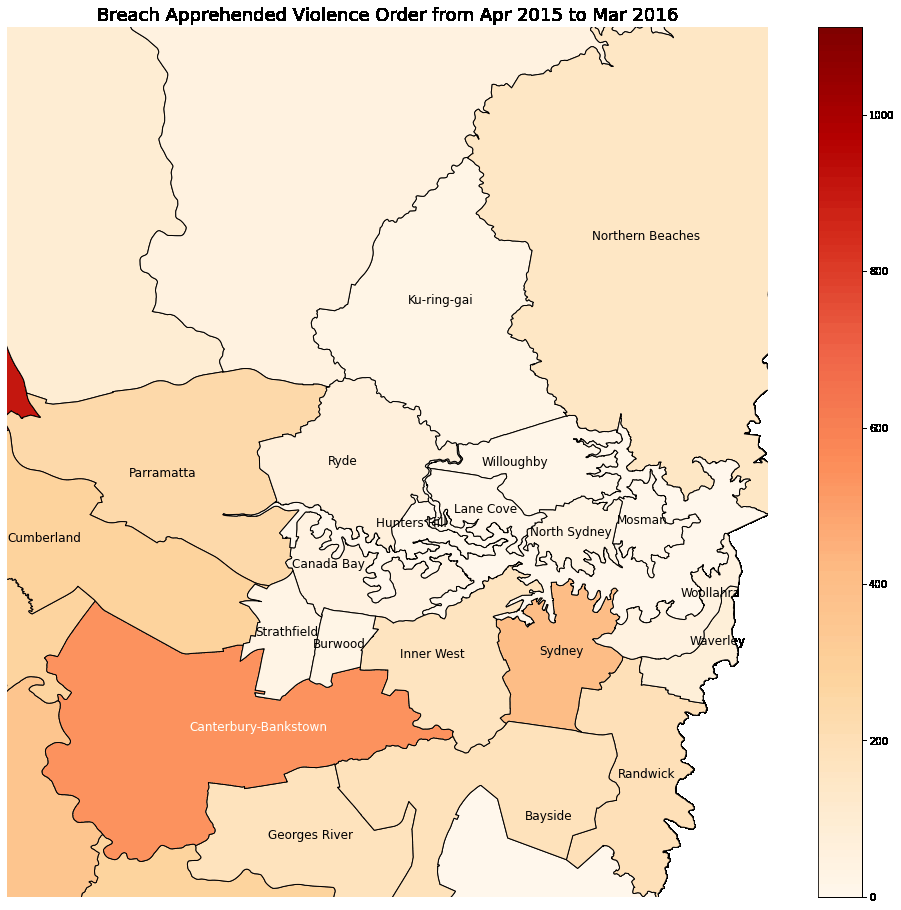 Breach Apprehended Violence Order from Apr 2015 to Mar 2016
1000
Northern Beaches
800
Ku-ring-gai
600
Ryde
Willoughby
Parramatta
Lane Cove
Mosman
Hunters Hill
North Sydney
Cumberland
Canada Bay
400
Woollahra
Strathfield
Waverley
Burwood
Sydney
Inner West
Canterbury-Bankstown
200
Randwick
Bayside
Georges River
0